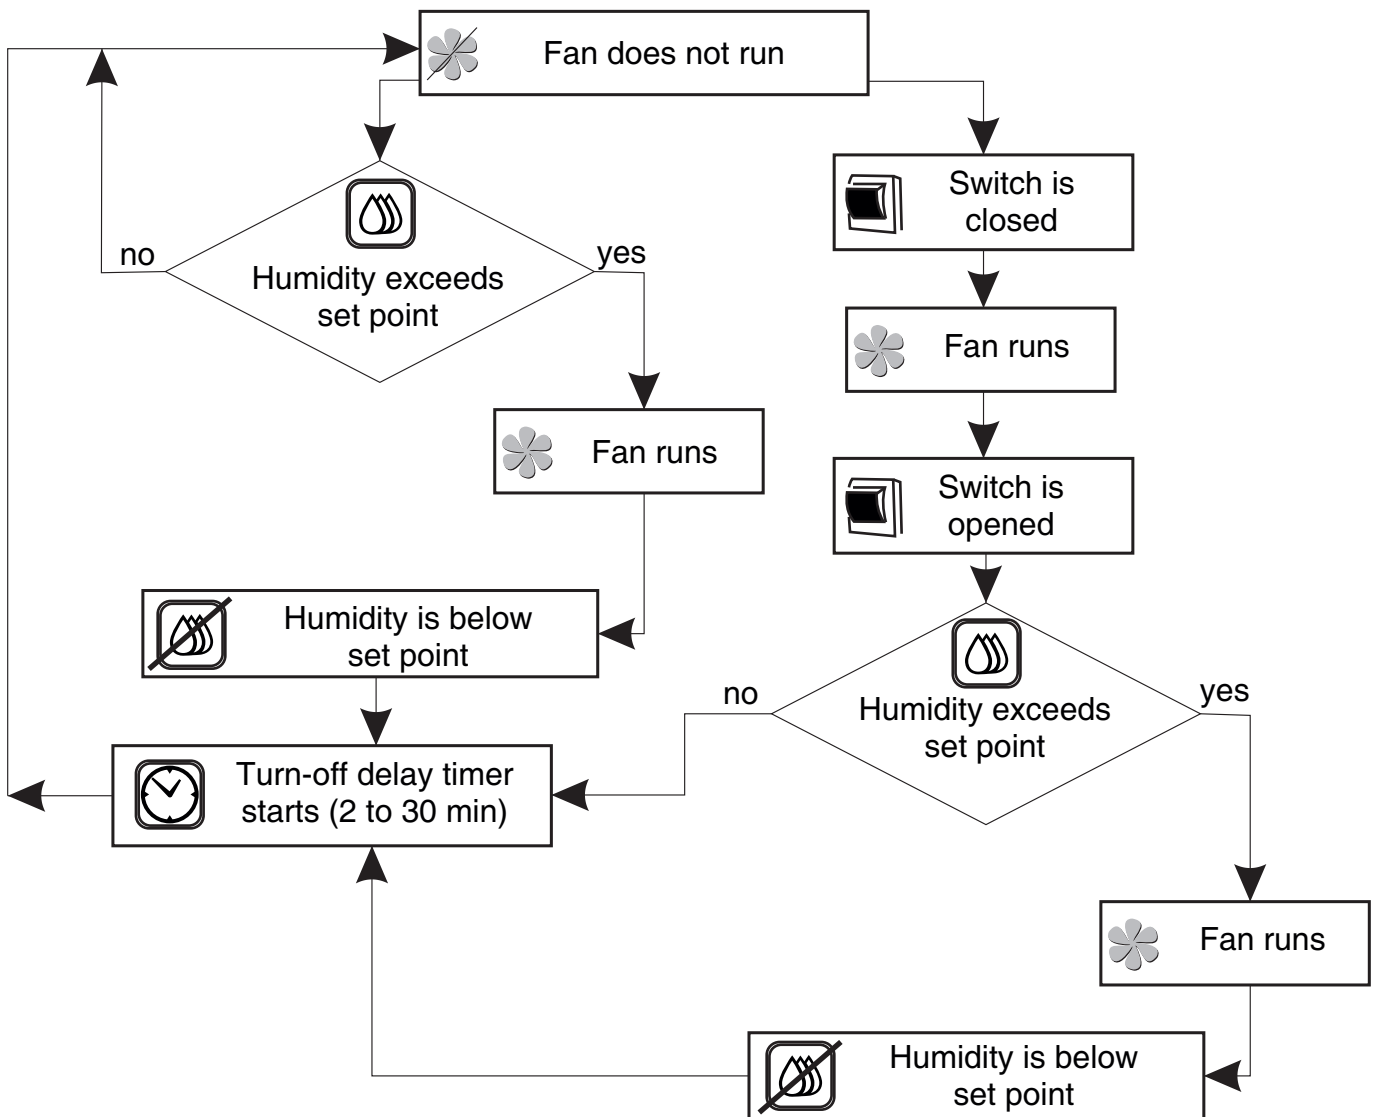 Fan does not run
Switch is
closed
no
yes
Humidity exceeds
set point
Fan runs
Fan runs
Switch is
opened
Humidity is below
set point
no
yes
Humidity exceeds
set point
Turn-off delay timer
starts (2 to 30 min)
Fan runs
Humidity is below
set point